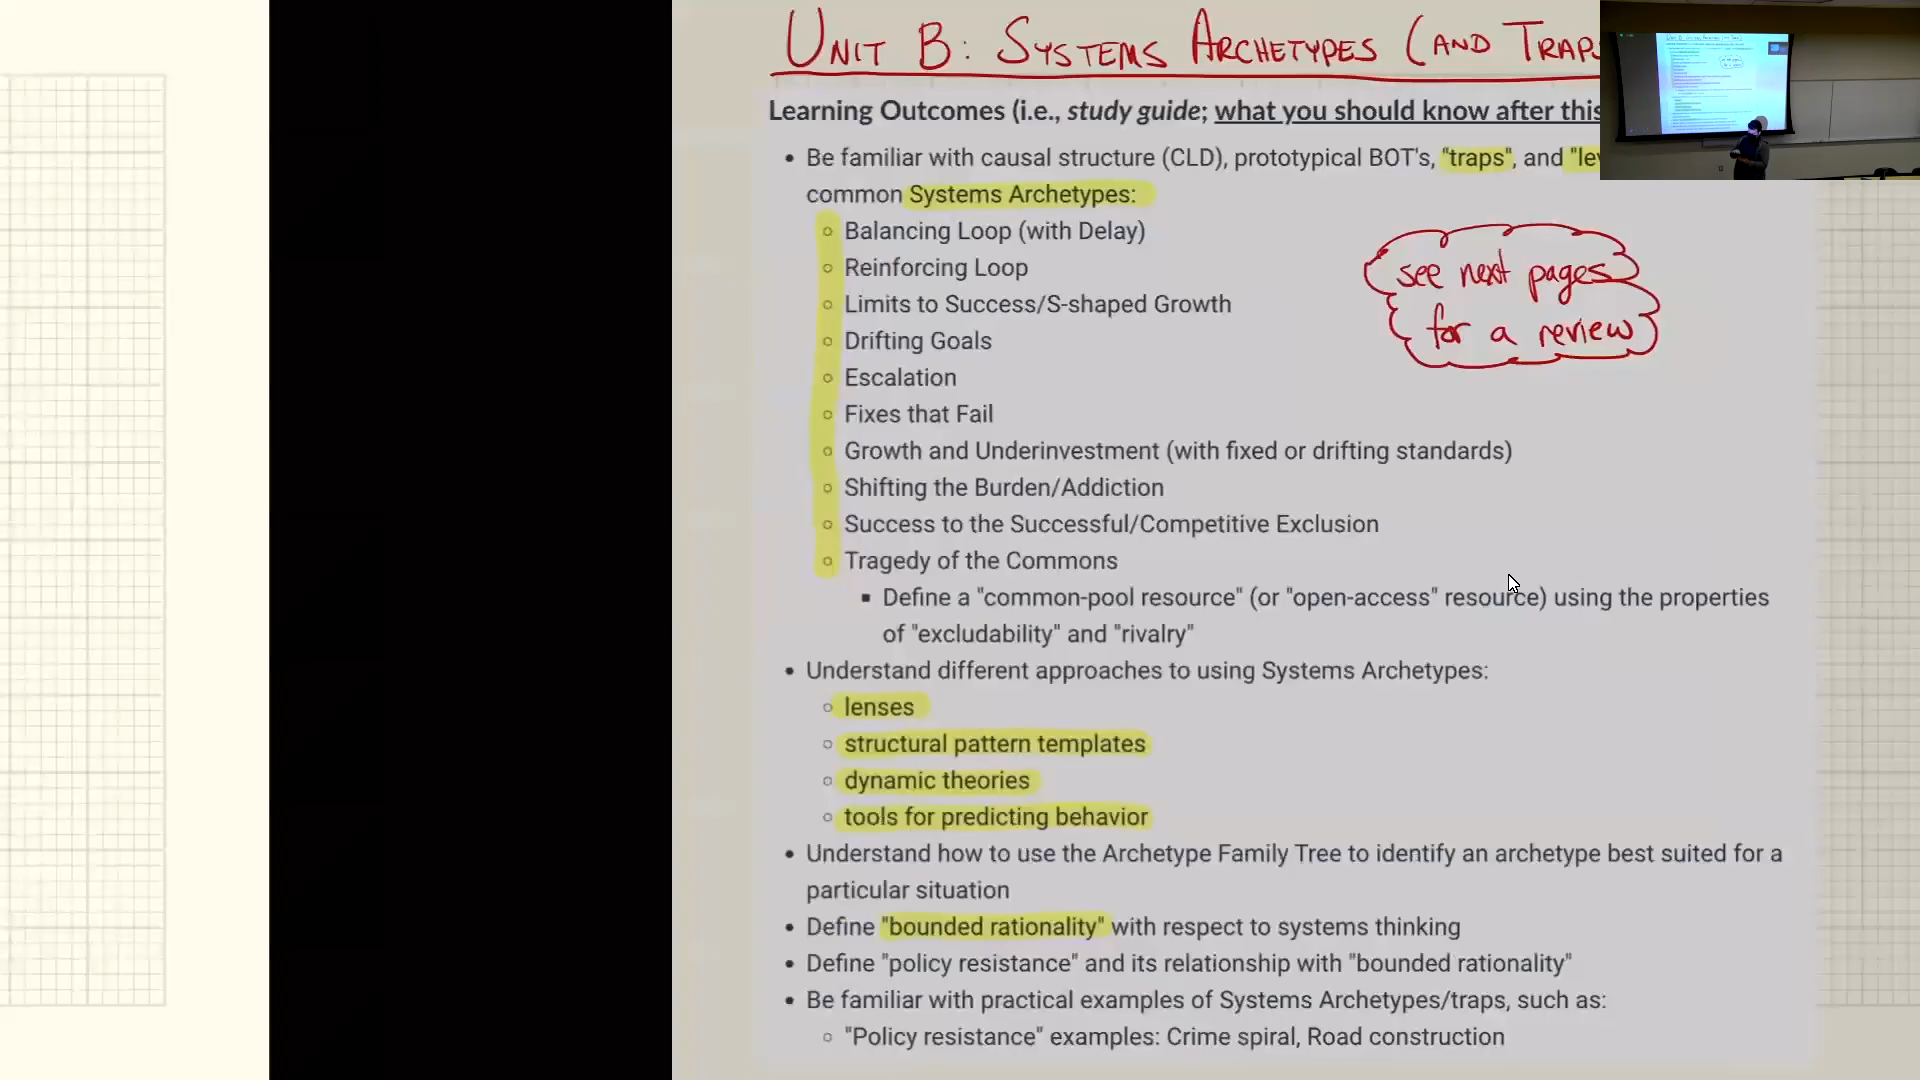 UNIT B: SYSTEMS ARCHETYPES (AND TRAPS
Learning Outcomes (i.e., study guide; what you should know after this
• Be familiar with causal structure (CLD), prototypical BOT's, "traps", and "lev
common Systems Archetypes:
○ Balancing Loop (with Delay)
○ Reinforcing Loop
○ Limits to Success/S-shaped Growth
○ Drifting Goals
○ Escalation
○ Fixes that Fail
○ Growth and Underinvestment (with fixed or drifting standards)
○ Shifting the Burden/Addiction
○ Success to the Successful/Competitive Exclusion
○ Tragedy of the Commons
▪ Define a "common-pool resource" (or "open-access" resource) using the properties
of "excludability" and "rivalry"
• Understand different approaches to using Systems Archetypes:
○ lenses
○ structural pattern templates
○ dynamic theories
○ tools for predicting behavior
• Understand how to use the Archetype Family Tree to identify an archetype best suited for a
particular situation
• Define "bounded rationality" with respect to systems thinking
• Define "policy resistance" and its relationship with "bounded rationality"
• Be familiar with practical examples of Systems Archetypes/traps, such as:
○ "Policy resistance" examples: Crime spiral, Road construction
see next pages
for a review